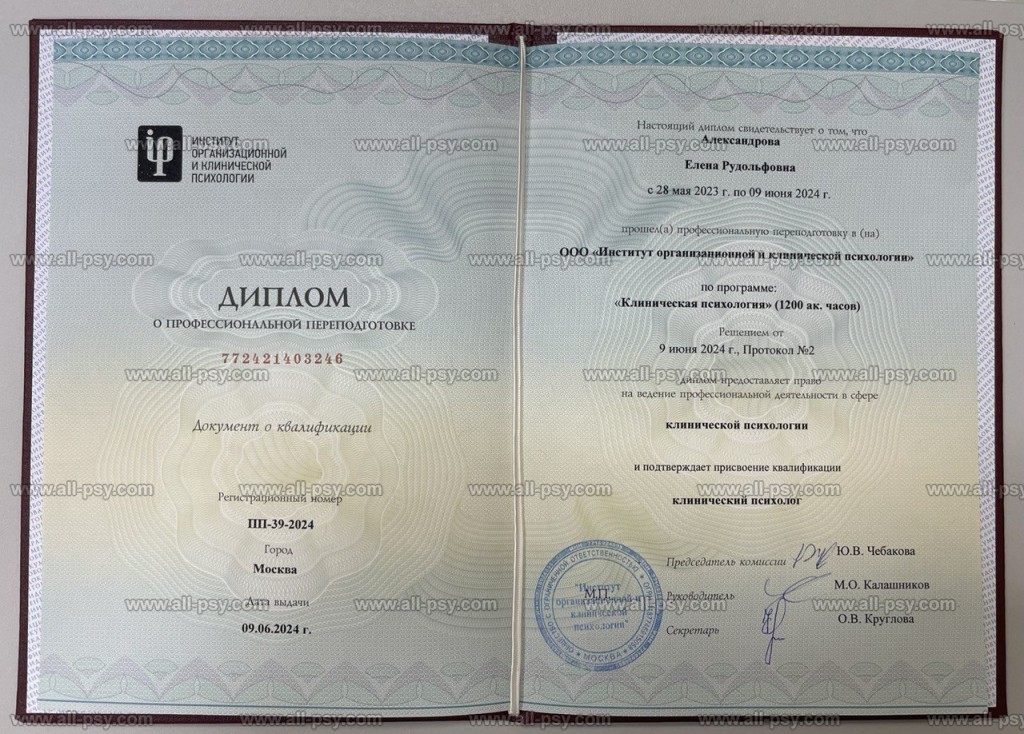 ИНСТИТУТ
ОРГАНИЗАЦИОННОЙ
И КЛИНИЧЕСКОЙ
ПСИХОЛОГИИ
ДИПЛОМ
О ПРОФЕССИОНАЛЬНОЙ ПЕРЕПОДГОТОВКЕ
772421403246
Документ о квалификации
Регистрационный номер
ПП-39-2024
Город
Москва
Дата выдачи
09.06.2024 г.
Настоящий диплом свидетельствует о том, что
Александрова
Елена Рудольфовна
с 28 мая 2023 г. по 09 июня 2024 г.
прошел(а) профессиональную переподготовку в (на)
ООО «Институт организационной и клинической психологии»
по программе:
«Клиническая психология» (1200 ак. часов)
Решением от
9 июня 2024 г., Протокол №2
диплом предоставляет право
на ведение профессиональной деятельности в сфере
клинической психологии
и подтверждает присвоение квалификации
клинический психолог
Председатель комиссии Ю.В. Чебакова
Руководитель М.О. Калашников
Секретарь О.В. Круглова
М.П.
"Институт
организационной и
клинической
психологии"
МОСКВА
www.all-psy.com